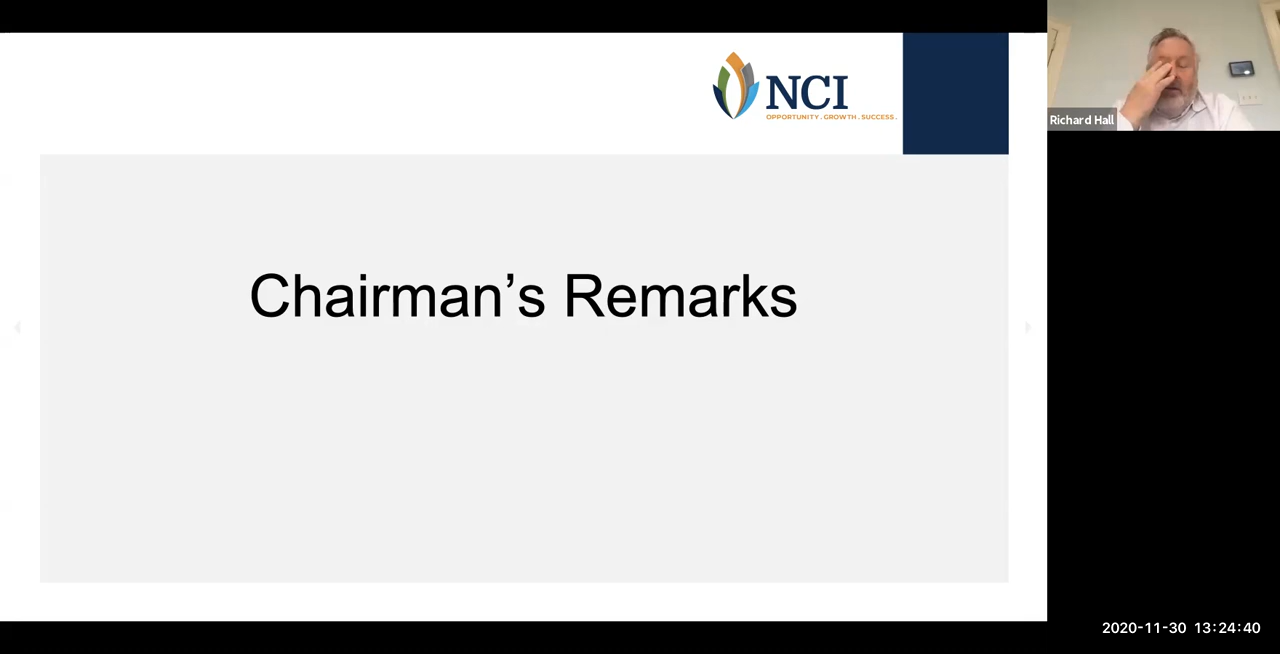 NCI
OPPORTUNITY. GROWTH. SUCCESS.
Richard Hall
Chairman’s Remarks
2020-11-30 13:24:40